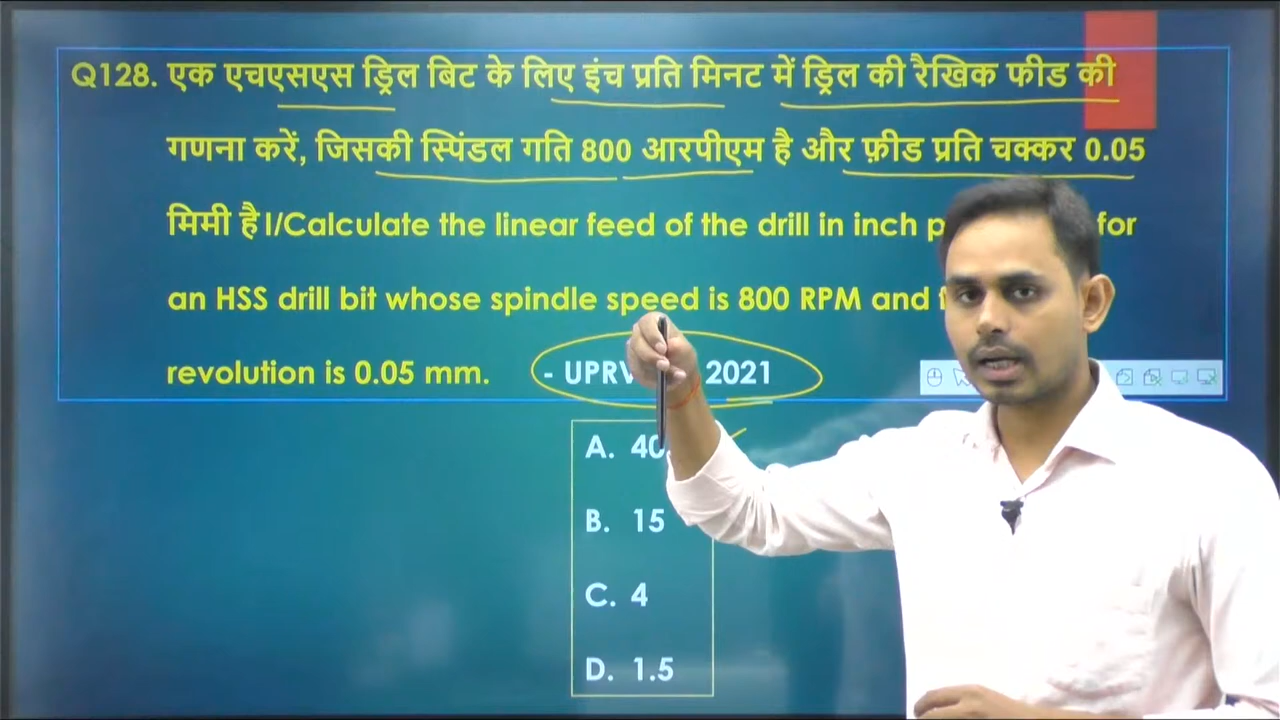 Q128. एक एचएसएस ड्रिल बिट के लिए इंच प्रति मिनट में ड्रिल की रैखिक फीड की
गणना करें, जिसकी स्पिंडल गति 800 आरपीएम है और फ़ीड प्रति चक्कर 0.05
मिमी है।/Calculate the linear feed of the drill in inch for
an HSS drill bit whose spindle speed is 800 RPM and
revolution is 0.05 mm. - 2021
A. 40
B. 15
C. 4
D. 1.5